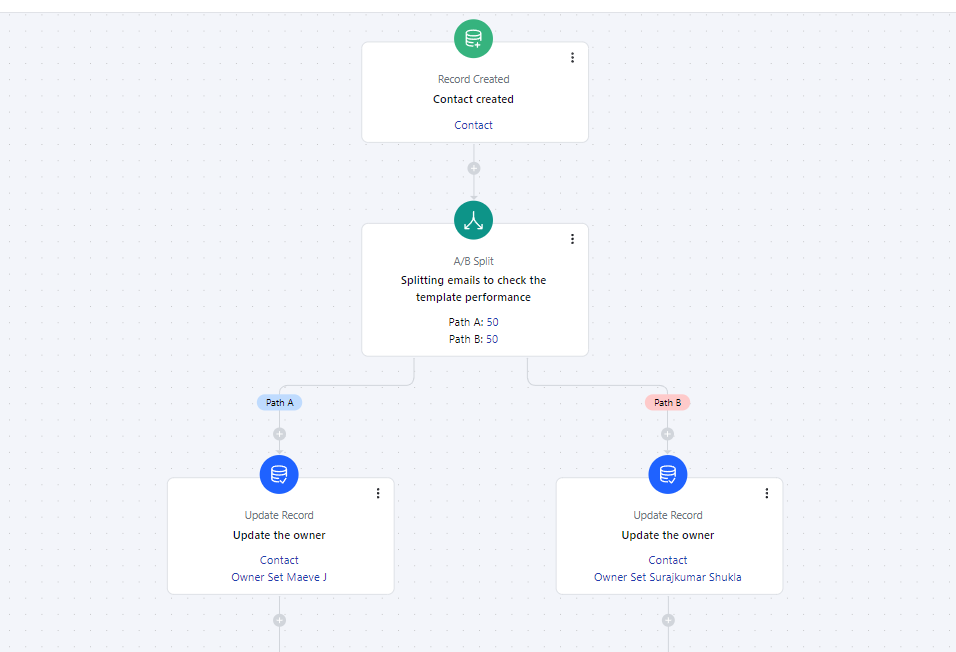 Record Created
Contact created
Contact
A/B Split
Splitting emails to check the
template performance
Path A: 50
Path B: 50
Path A
Path B
Update Record
Update the owner
Contact
Owner Set Maeve J
Update Record
Update the owner
Contact
Owner Set Surajkumar Shukla